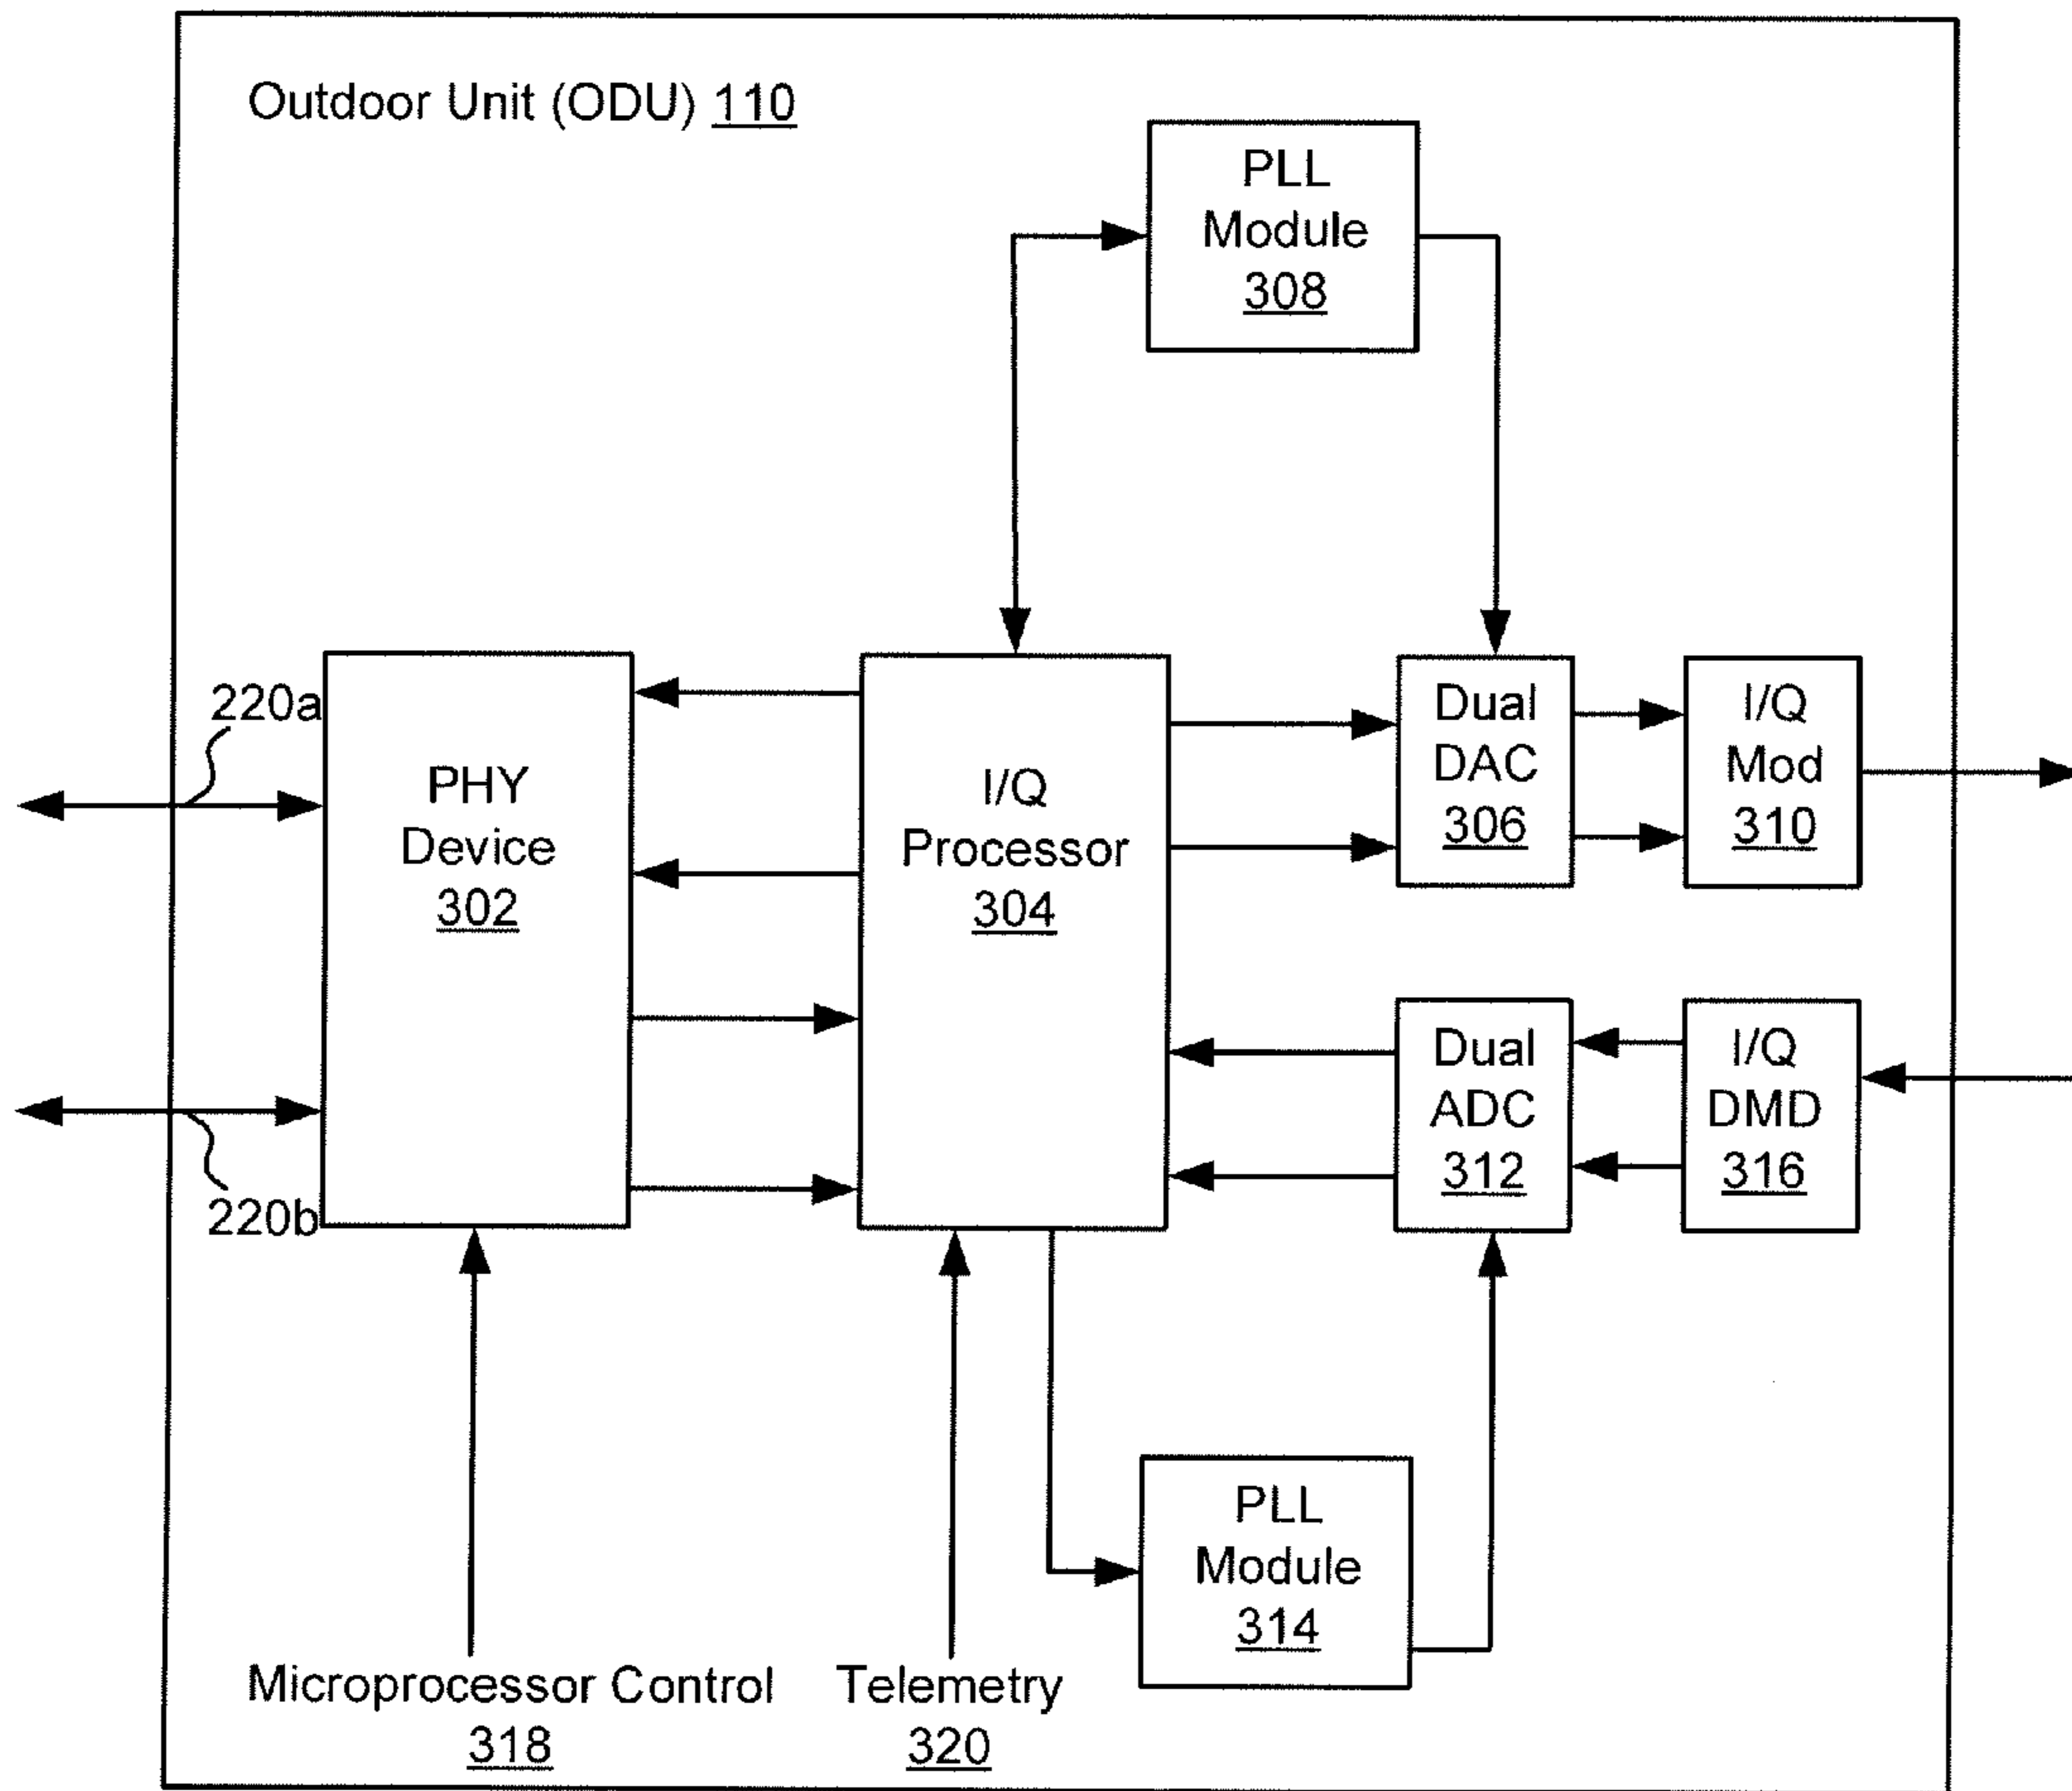 Outdoor Unit (ODU) 110
PLL
Module
308
220a
PHY
Device
302
I/Q
Processor
304
Dual
DAC
306
I/Q
Mod
310
220b
Dual
ADC
312
I/Q
DMD
316
PLL
Module
314
Microprocessor Control
318
Telemetry
320